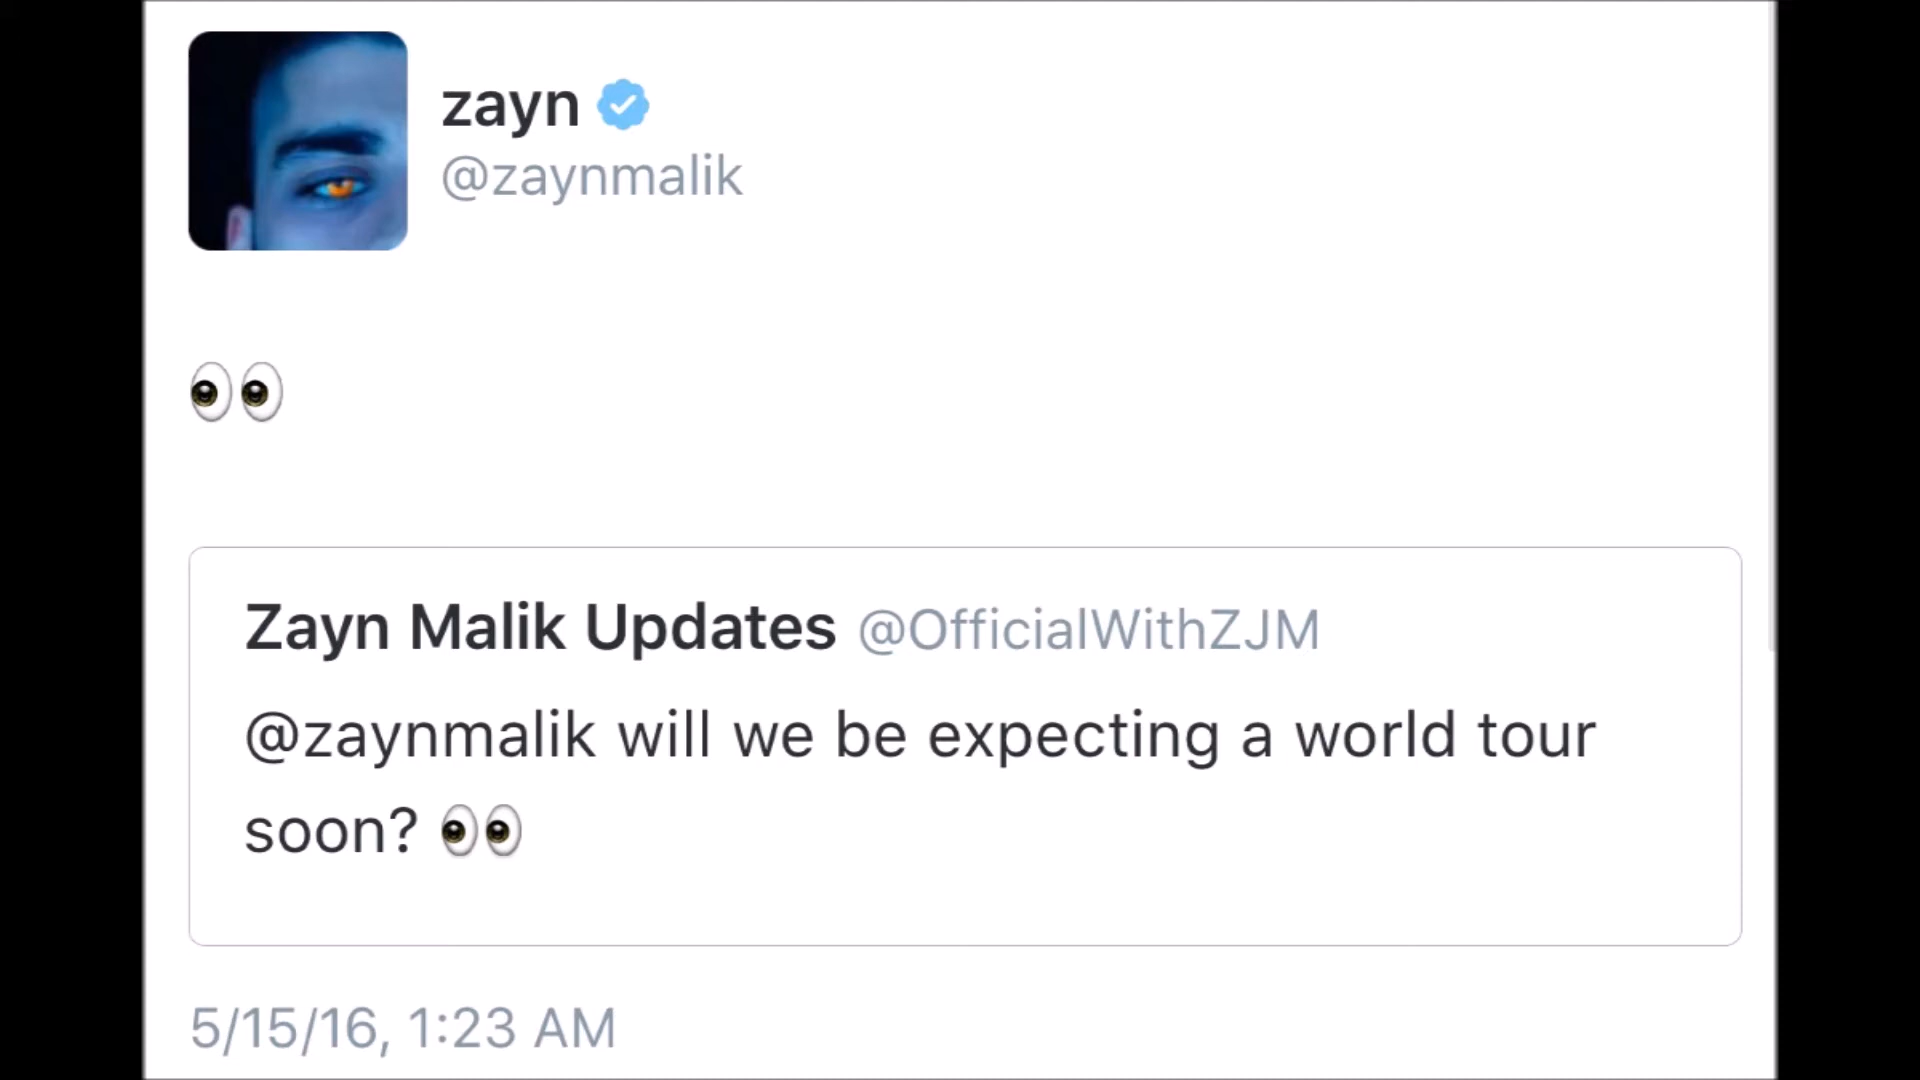 zayn
@zaynmalik
👀
Zayn Malik Updates @OfficialWithZJM
@zaynmalik will we be expecting a world tour
soon? 👀
5/15/16, 1:23 AM